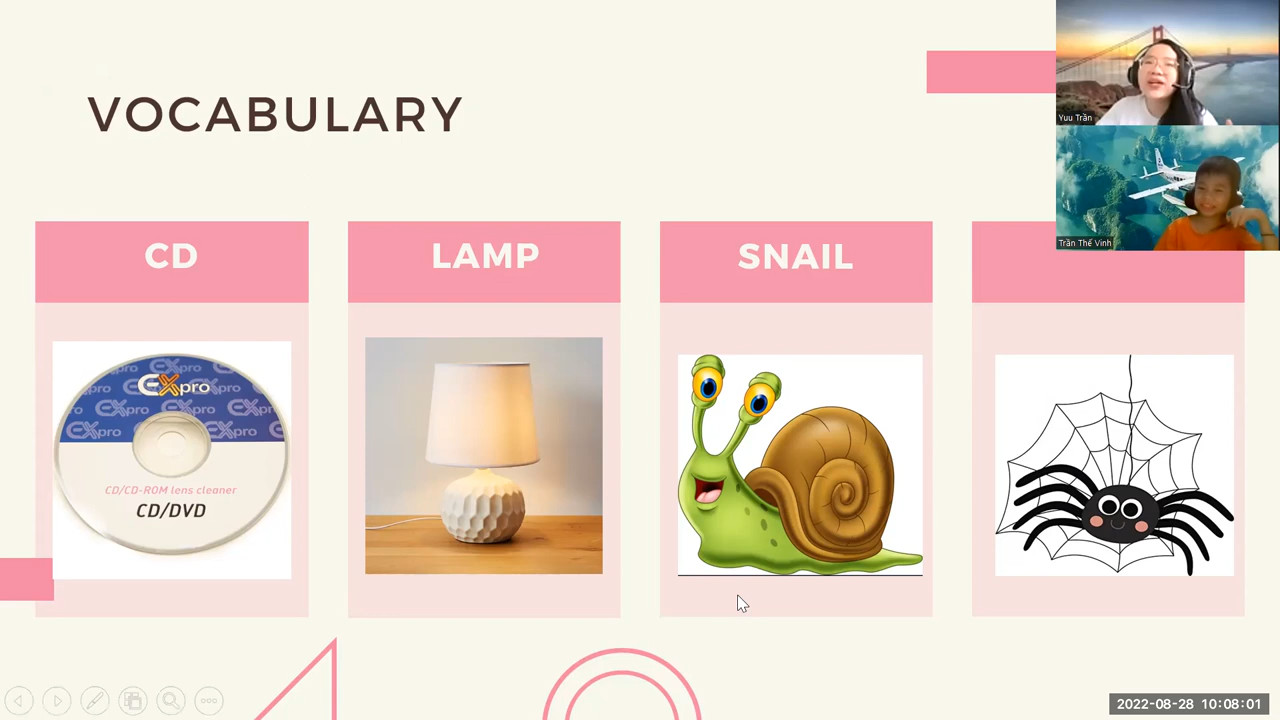 VOCABULARY
Yuu Trần
Trần Thế Vinh
CD
LAMP
SNAIL
EXpro
CD/CD-ROM lens cleaner
CD/DVD
2022-08-28 10:08:01